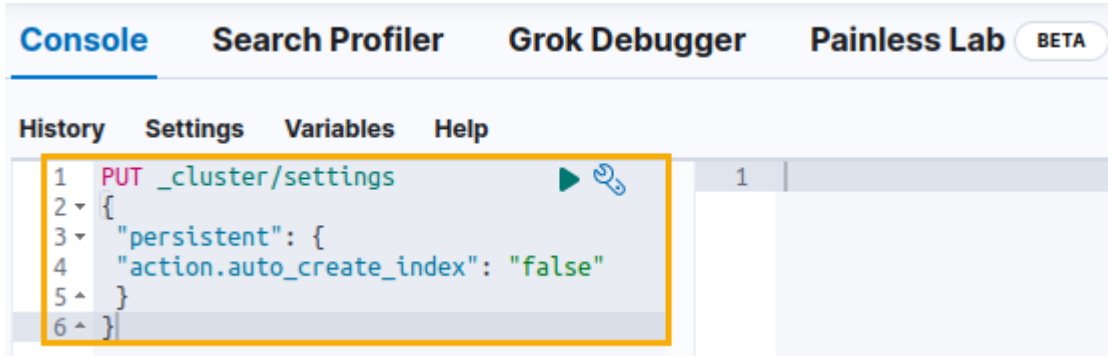 Console Search Profiler Grok Debugger Painless Lab BETA
History Settings Variables Help
1 PUT _cluster/settings
2 {
3 "persistent": {
4 "action.auto_create_index": "false"
5 }
6 }
1